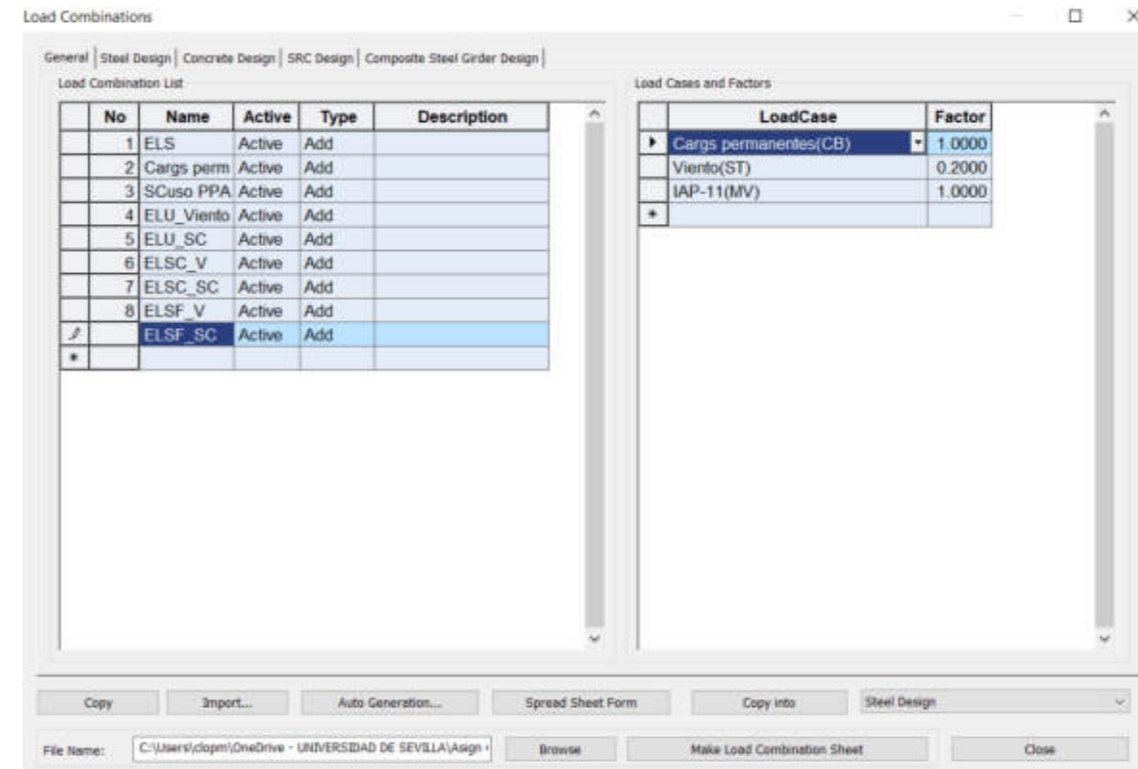 Load Combinations
General Steel Design Concrete Design SRC Design Composite Steel Girder Design
Load Combination List
No Name Active Type Description
1 ELS Active Add
2 Cargs perm Active Add
3 SCuso PPA Active Add
4 ELU_Viento Active Add
5 ELU_SC Active Add
6 ELSC_V Active Add
7 ELSC_SC Active Add
8 ELSF_V Active Add
ELSF_SC Active Add
*
Load Cases and Factors
LoadCase Factor
Cargs permanentes(CB) 1.0000
Viento(ST) 0.2000
IAP-11(MV) 1.0000
*
Copy Import... Auto Generation... Spread Sheet Form Copy into Steel Design
File Name: C:\Users\clopm\OneDrive - UNIVERSIDAD DE SEVILLA\Asign Browse Make Load Combination Sheet Close